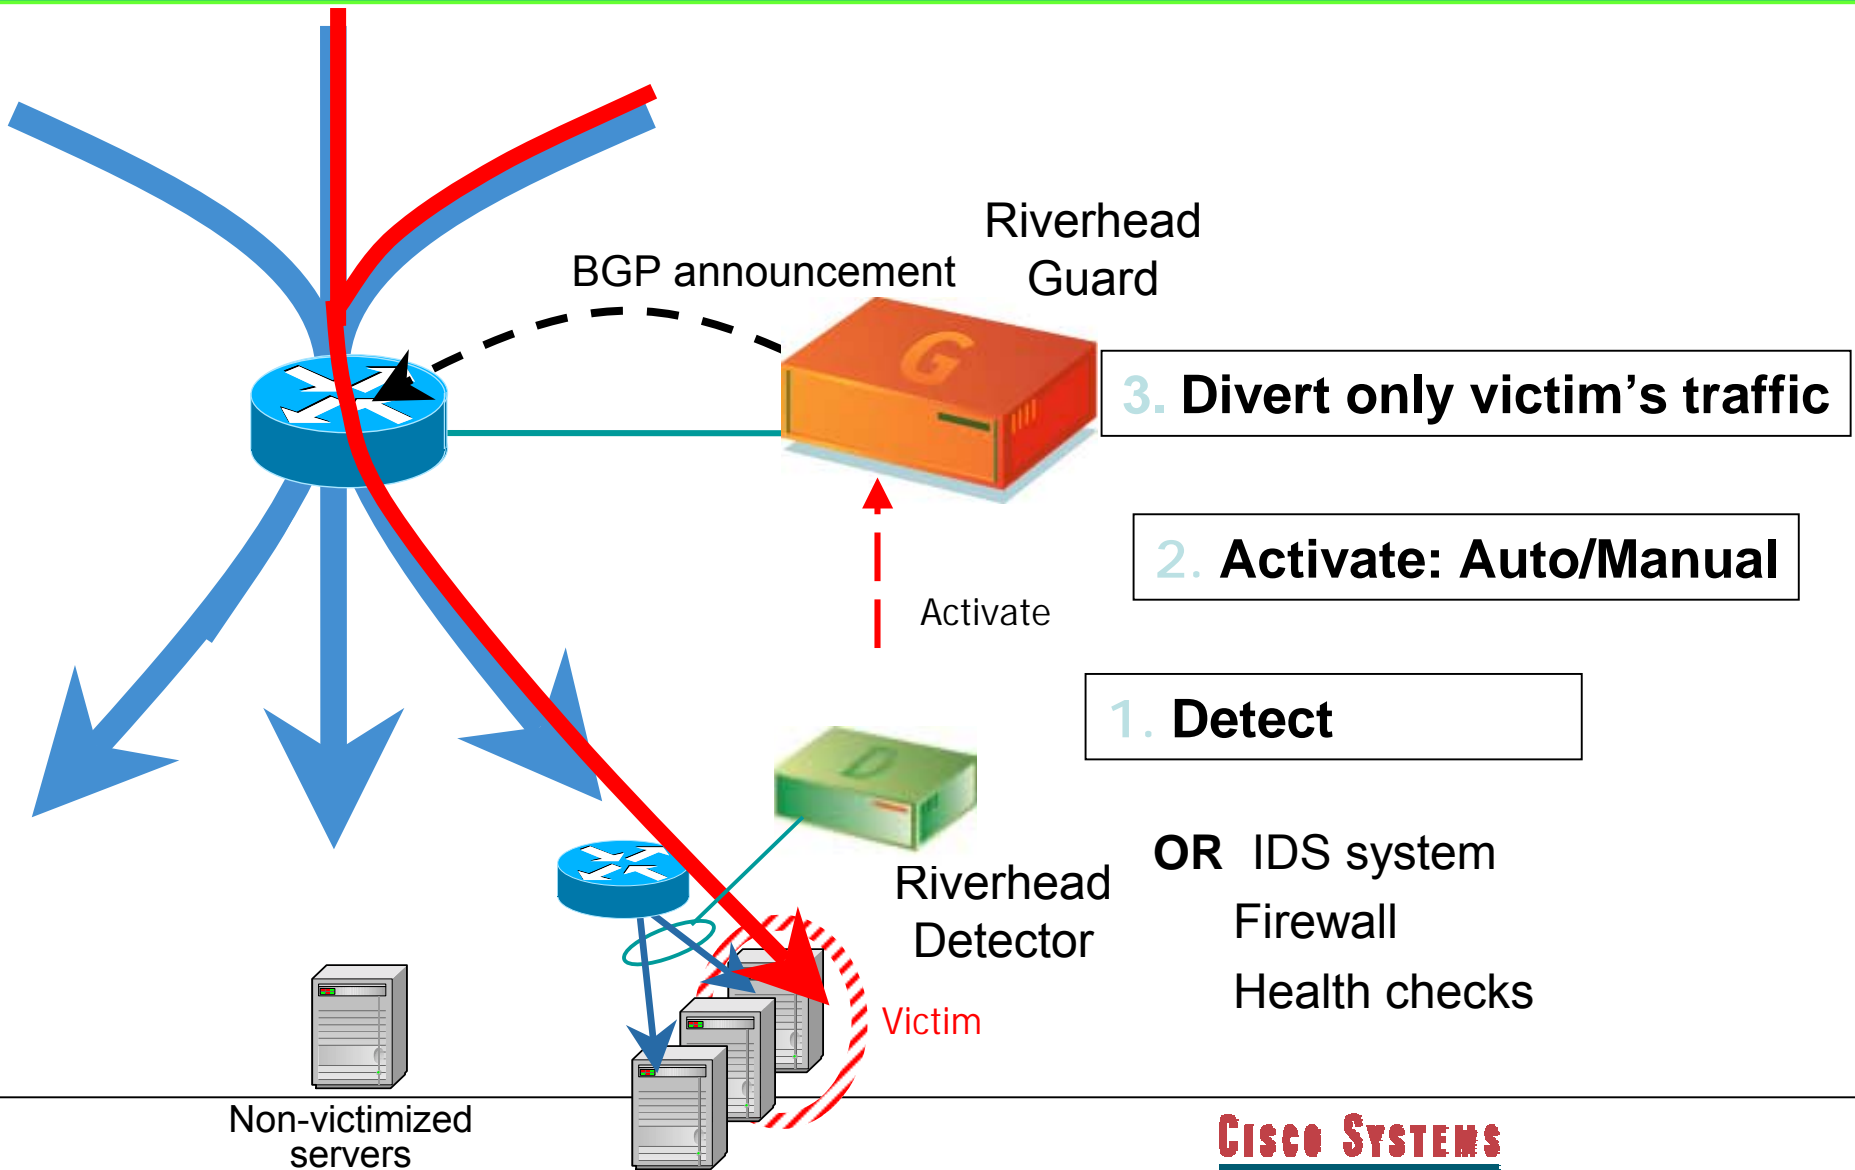 Riverhead
Guard
BGP announcement
G
3. Divert only victim’s traffic
2. Activate: Auto/Manual
Activate
1. Detect
D
Riverhead
Detector
OR IDS system
Firewall
Health checks
Victim
Non-victimized
servers
CISCO SYSTEMS